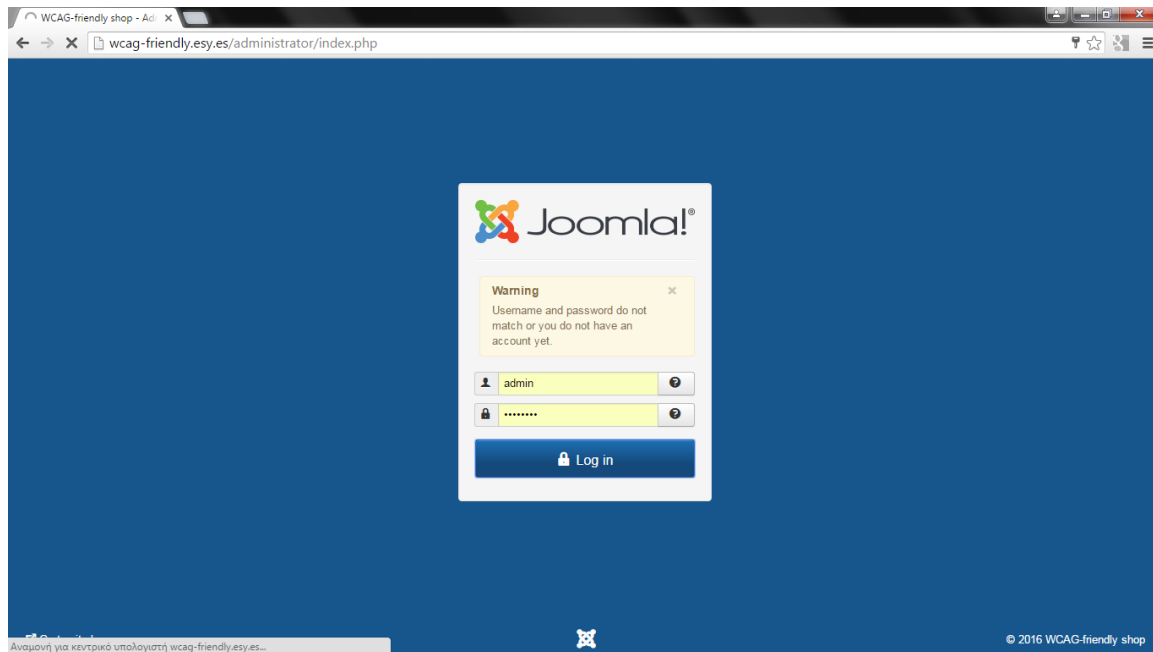 WCAG-friendly shop - Ad
wcag-friendly.esy.es/administrator/index.php
Joomla!®
Warning
Username and password do not
match or you do not have an
account yet.
admin
Log in
Αναμονή για κεντρικό υπολογιστή wcag-friendly.esy.es...
© 2016 WCAG-friendly shop